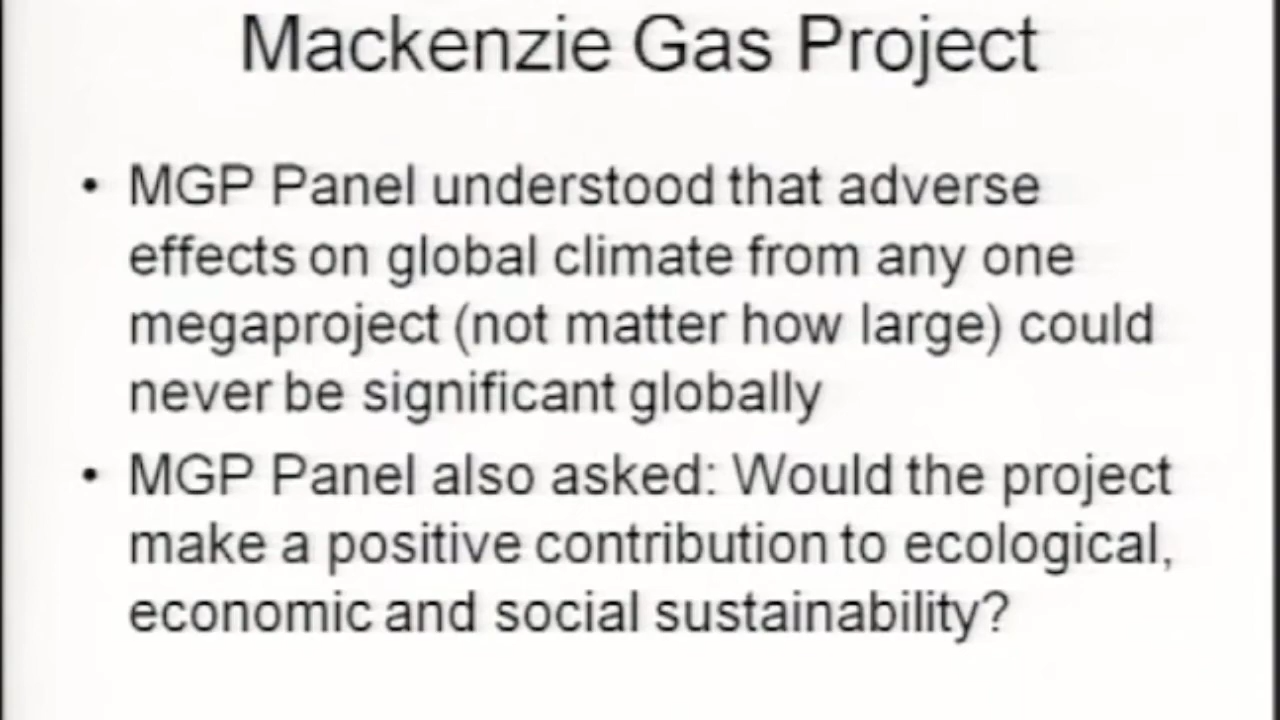 Mackenzie Gas Project
• MGP Panel understood that adverse
effects on global climate from any one
megaproject (not matter how large) could
never be significant globally
• MGP Panel also asked: Would the project
make a positive contribution to ecological,
economic and social sustainability?